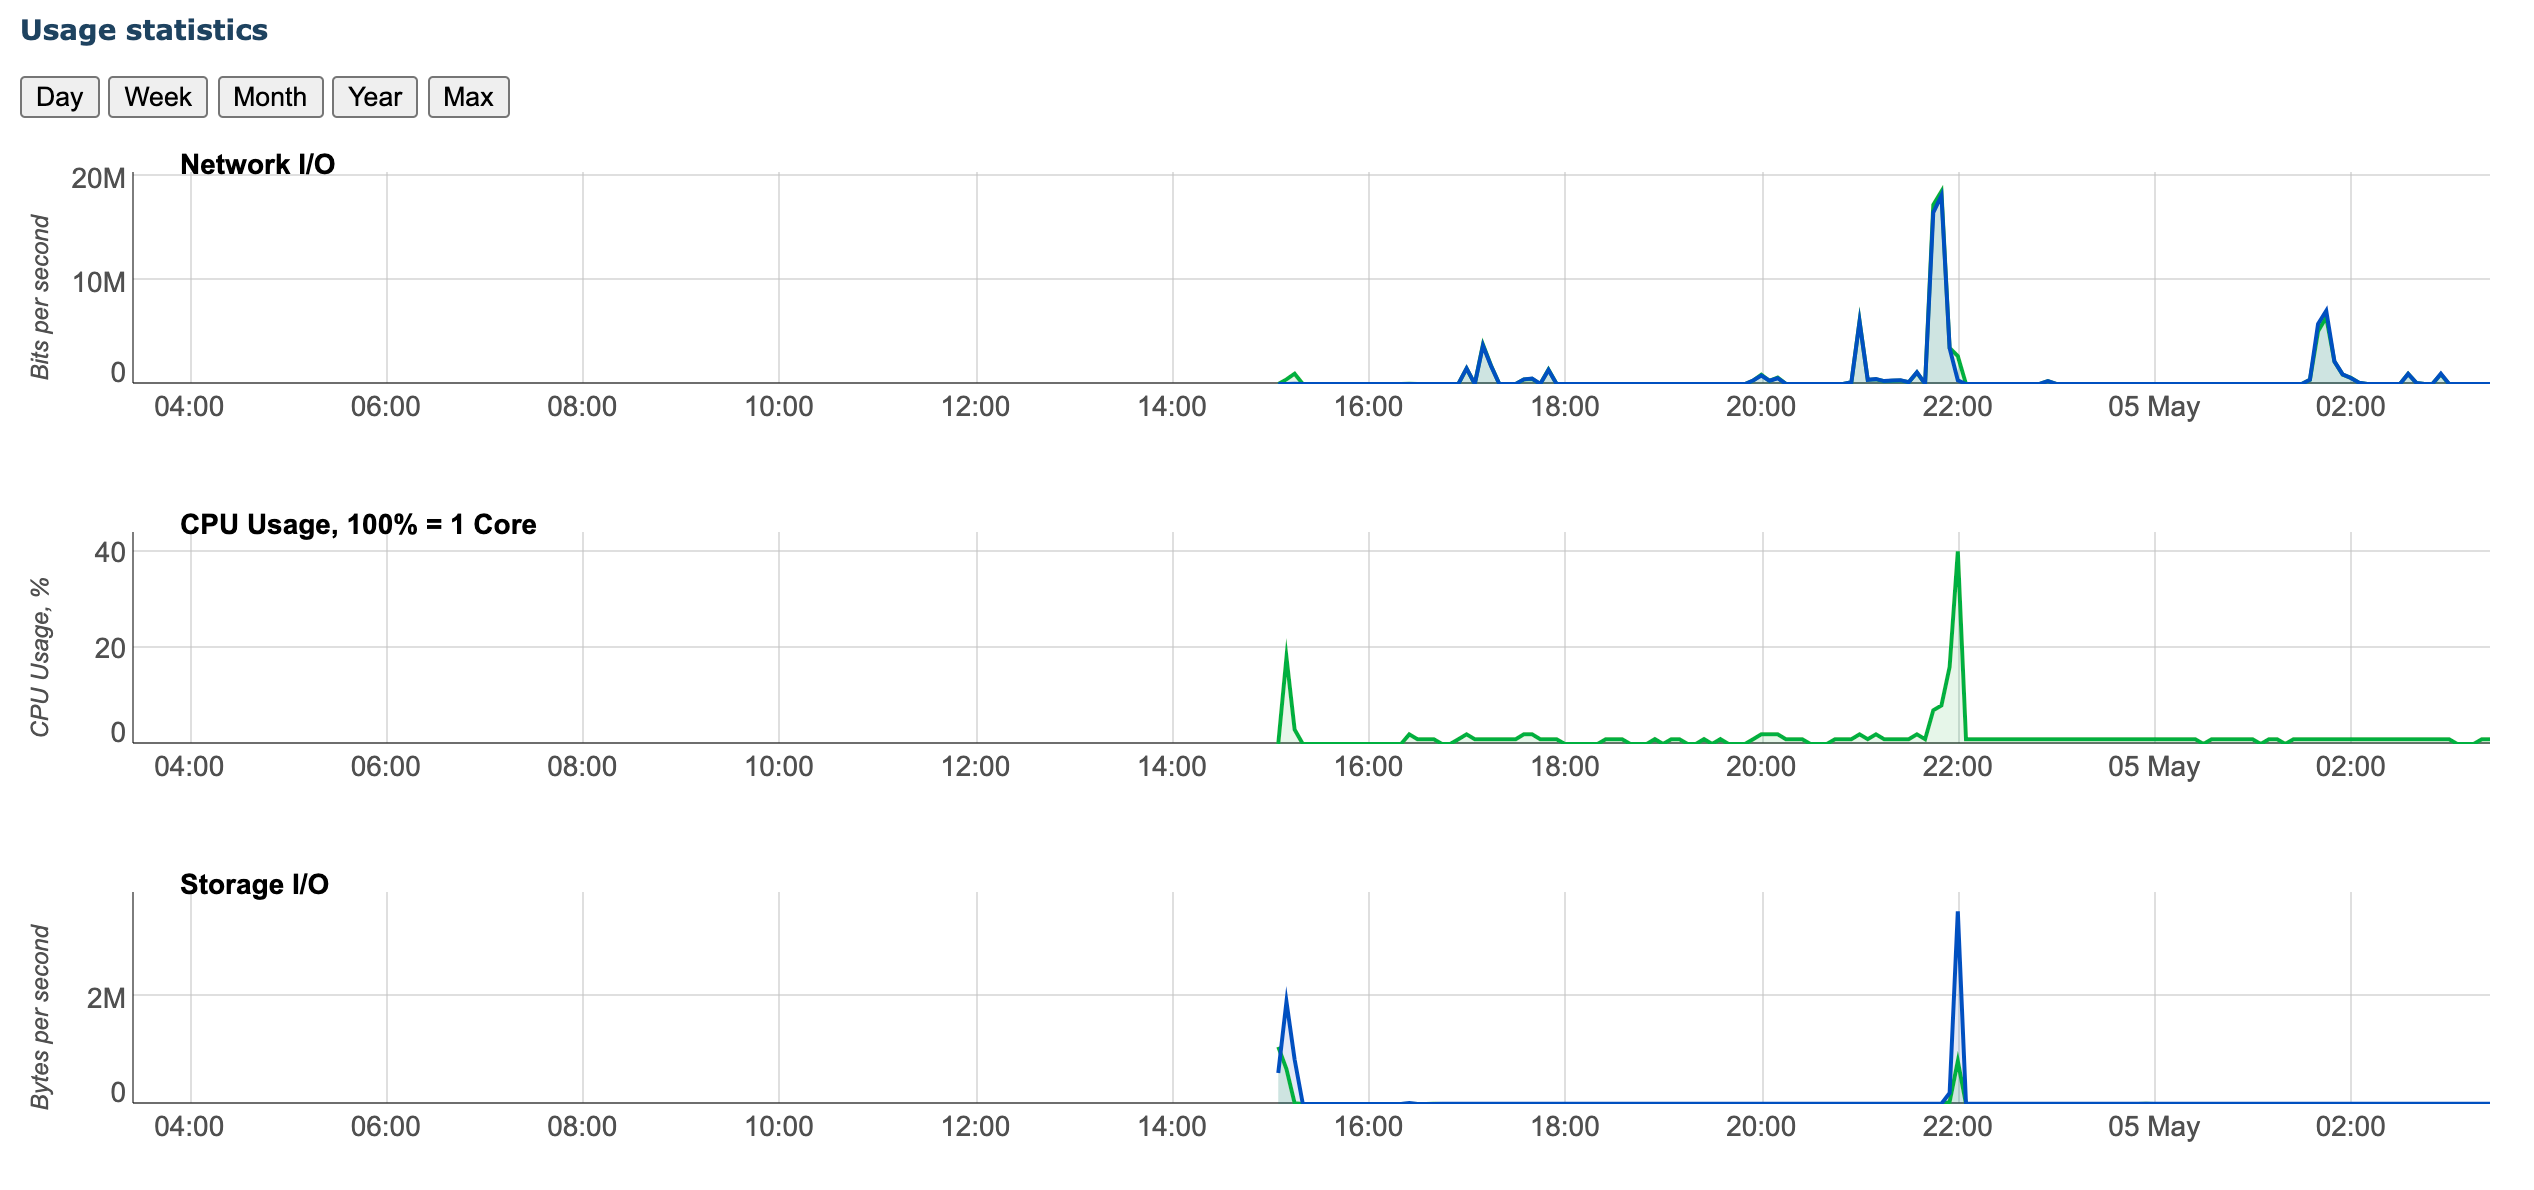 Usage statistics
Day Week Month Year Max
Network I/O
20M
10M
0
Bits per second
04:00 06:00 08:00 10:00 12:00 14:00 16:00 18:00 20:00 22:00 05 May 02:00
CPU Usage, 100% = 1 Core
40
20
0
CPU Usage, %
04:00 06:00 08:00 10:00 12:00 14:00 16:00 18:00 20:00 22:00 05 May 02:00
Storage I/O
2M
0
Bytes per second
04:00 06:00 08:00 10:00 12:00 14:00 16:00 18:00 20:00 22:00 05 May 02:00